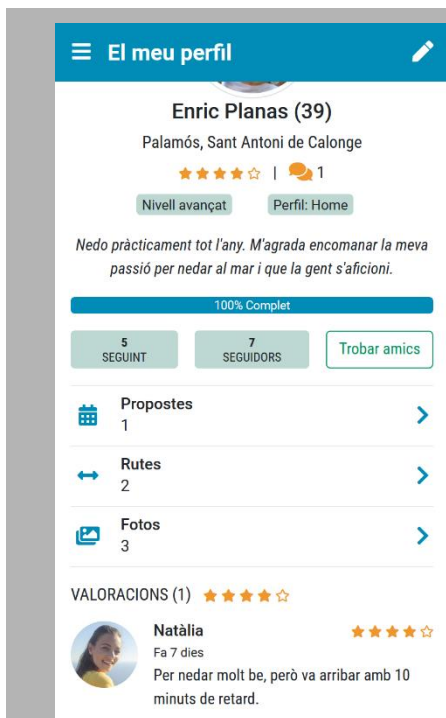 El meu perfil
Enric Planas (39)
Palamós, Sant Antoni de Calonge
| 1
Nivell avançat Perfil: Home
Nedo pràcticament tot l'any. M'agrada encomanar la meva
passió per nedar al mar i que la gent s'aficioni.
100% Complet
5
SEGUINT
7
SEGUIDORS
Trobar amics
Propostes
1
Rutes
2
Fotos
3
VALORACIONS (1)
Natàlia
Fa 7 dies
Per nedar molt be, però va arribar amb 10
minuts de retard.